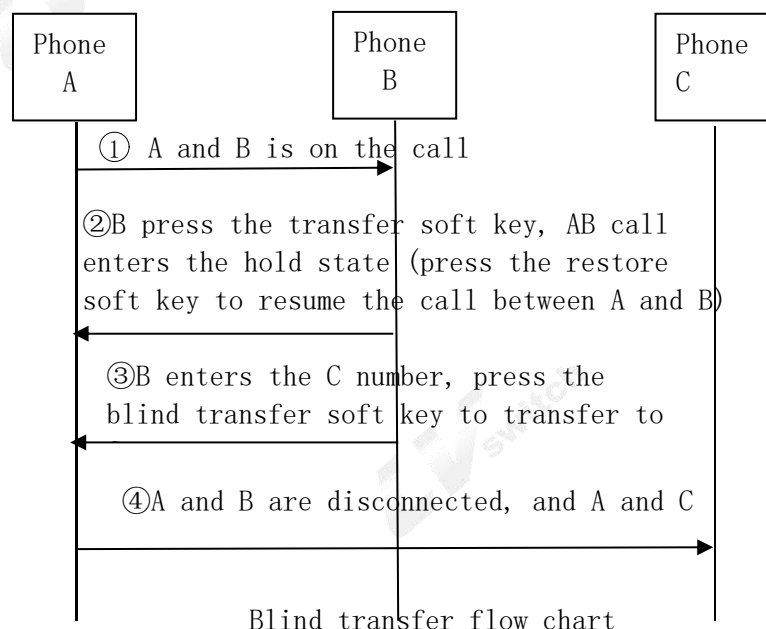 Phone
A
Phone
B
Phone
C
① A and B is on the call
②B press the transfer soft key, AB call
enters the hold state (press the restore
soft key to resume the call between A and B)
③B enters the C number, press the
blind transfer soft key to transfer to
④A and B are disconnected, and A and C
Blind transfer flow chart
switch